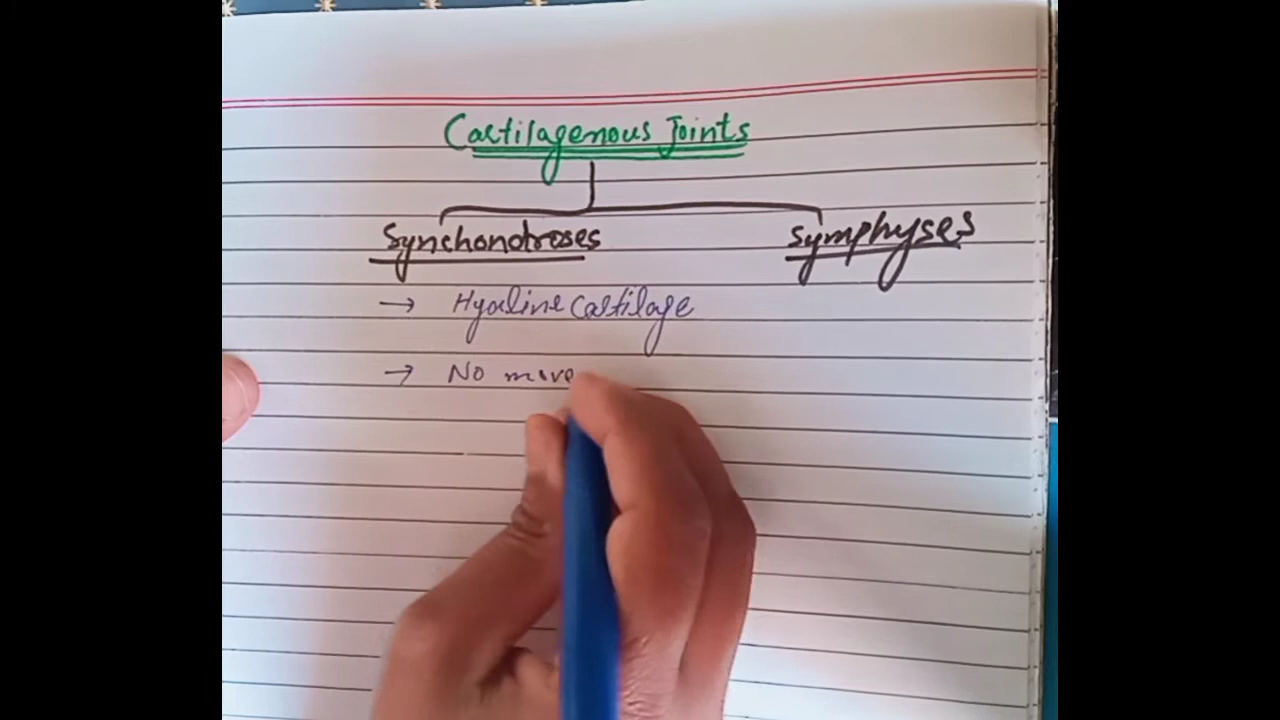 Cartilagenous Joints
Synchondroses Symphyses
→ Hyaline Cartilage
→ No move